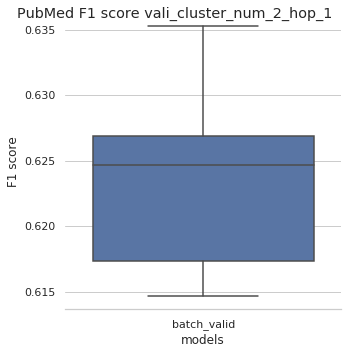 PubMed F1 score vali_cluster_num_2_hop_1
0.635
0.630
0.625
0.620
0.615
F1 score
batch_valid
models